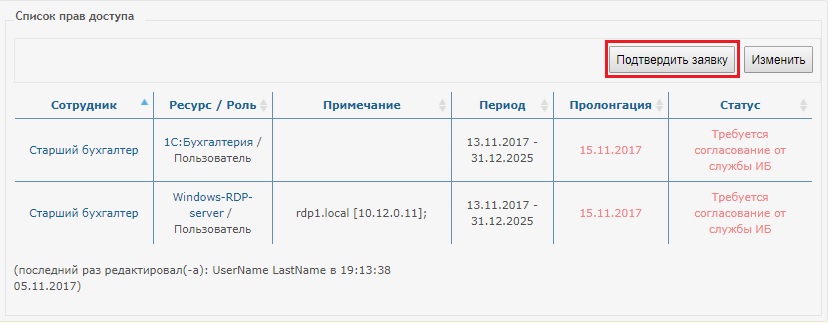 Список прав доступа
Подтвердить заявку Изменить
Сотрудник Ресурс / Роль Примечание Период Пролонгация Статус
Старший бухгалтер
1С:Бухгалтерия /
Пользователь
13.11.2017 -
31.12.2025
15.11.2017
Требуется
согласование от
службы ИБ
Старший бухгалтер
Windows-RDP-
server /
Пользователь
rdp1.local [10.12.0.11];
13.11.2017 -
31.12.2025
15.11.2017
Требуется
согласование от
службы ИБ
(последний раз редактировал(-а): UserName LastName в 19:13:38
05.11.2017)